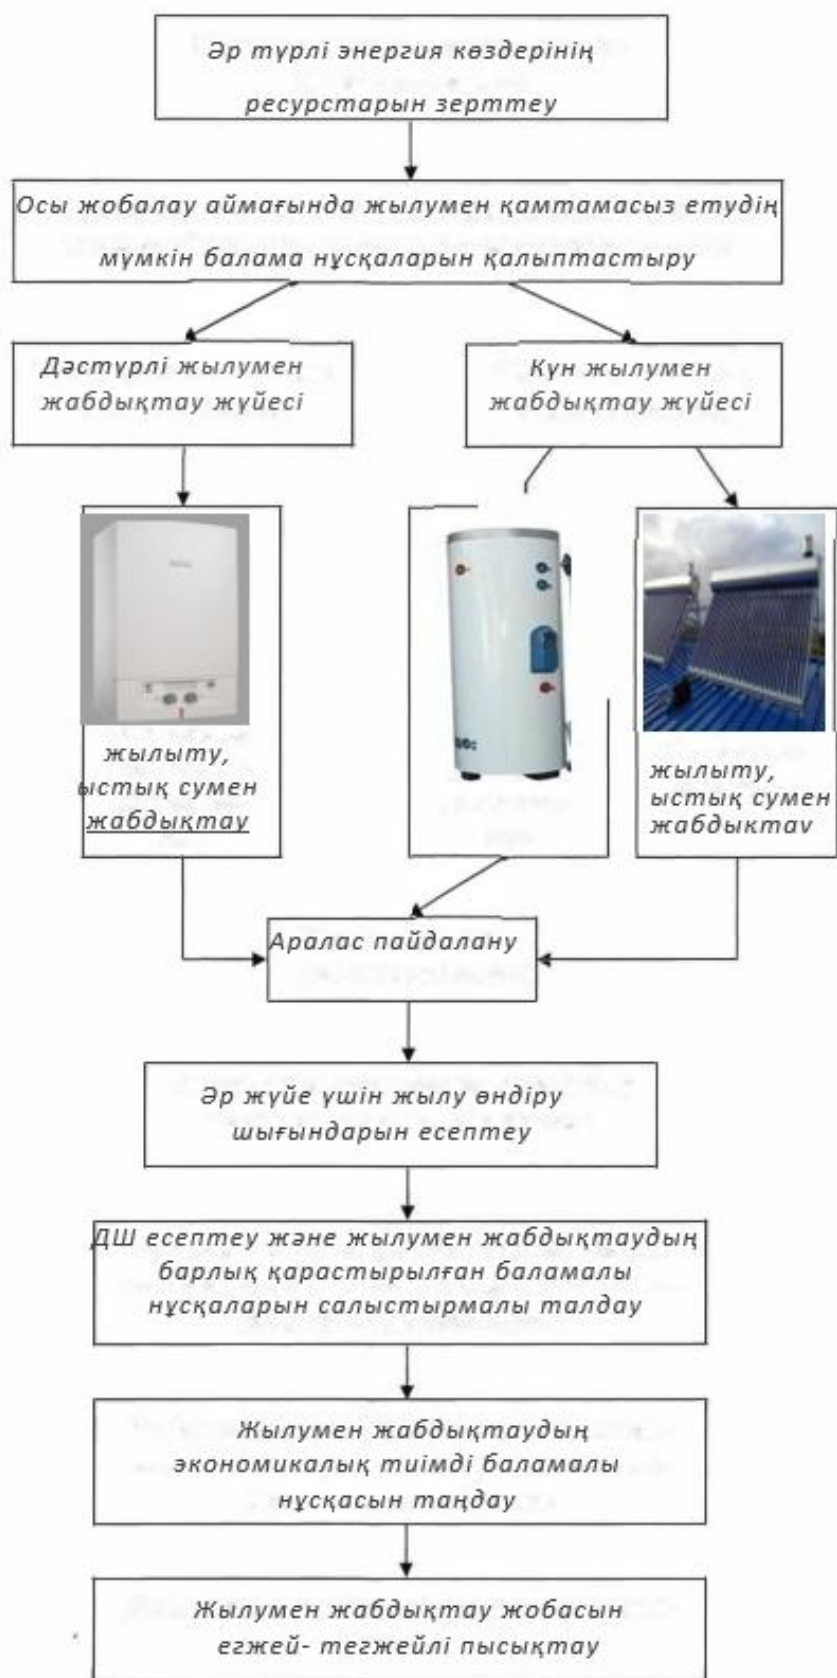 Әр түрлі энергия көздерінің
ресурстарын зерттеу
Осы жобалау аймағында жылумен қамтамасыз етудің
мүмкін балама нұсқаларын қалыптастыру
Дәстүрлі жылумен
жабдықтау жүйесі
Күн жылумен
жабдықтау жүйесі
жылыту,
ыстық сумен
жабдықтау
жылыту,
ыстық сумен
жабдықтау
Аралас пайдалану
Әр жүйе үшін жылу өндіру
шығындарын есептеу
ДШ есептеу және жылумен жабдықтаудың
барлық қарастырылған баламалы
нұсқаларын салыстырмалы талдау
Жылумен жабдықтаудың
экономикалық тиімді баламалы
нұсқасын таңдау
Жылумен жабдықтау жобасын
егжей- тегжейлі пысықтау